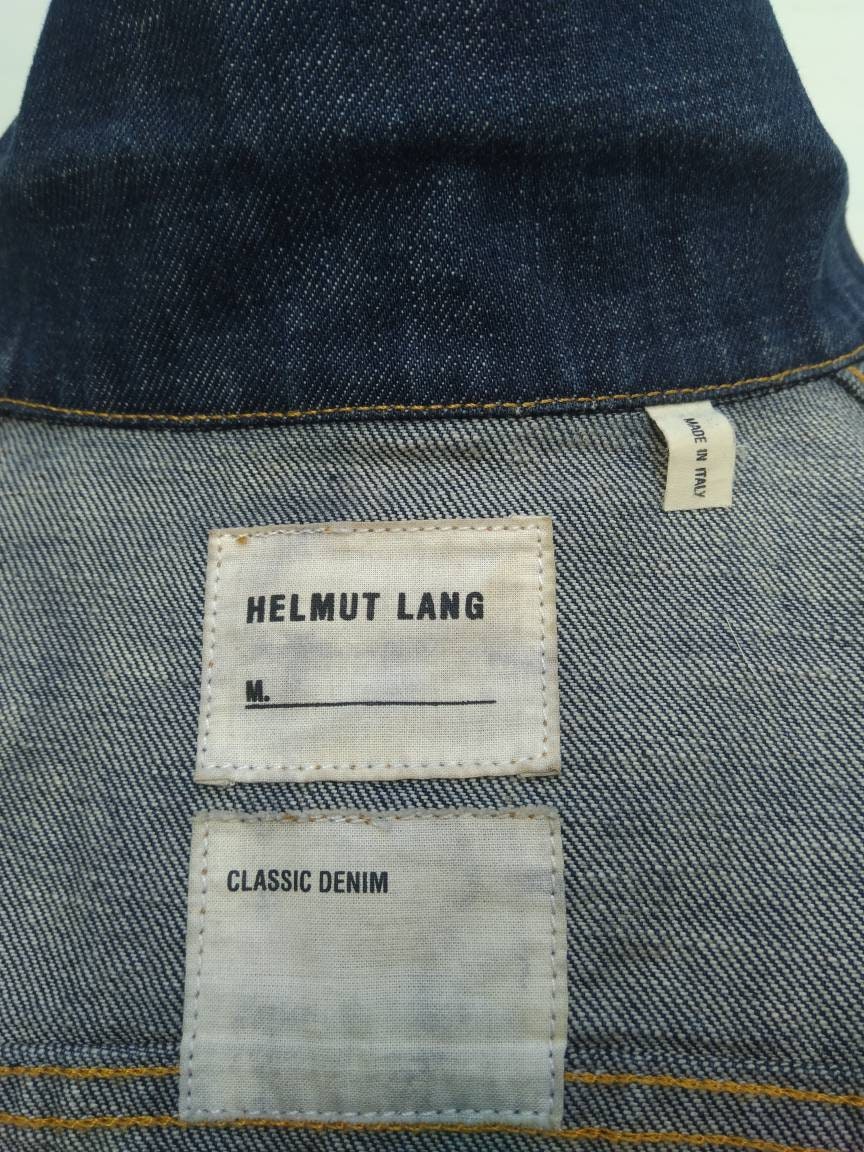 MADE IN ITALY
HELMUT LANG
M.
CLASSIC DENIM